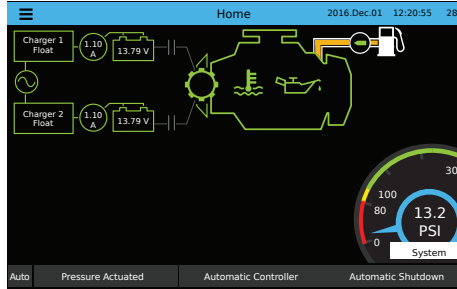 Home 2016.Dec.01 12:20:55 28
Charger 1
Float
1.10
A
13.79 V
Charger 2
Float
1.10
A
13.79 V
30
100
80
0
13.2
PSI
System
Auto Pressure Actuated Automatic Controller Automatic Shutdown